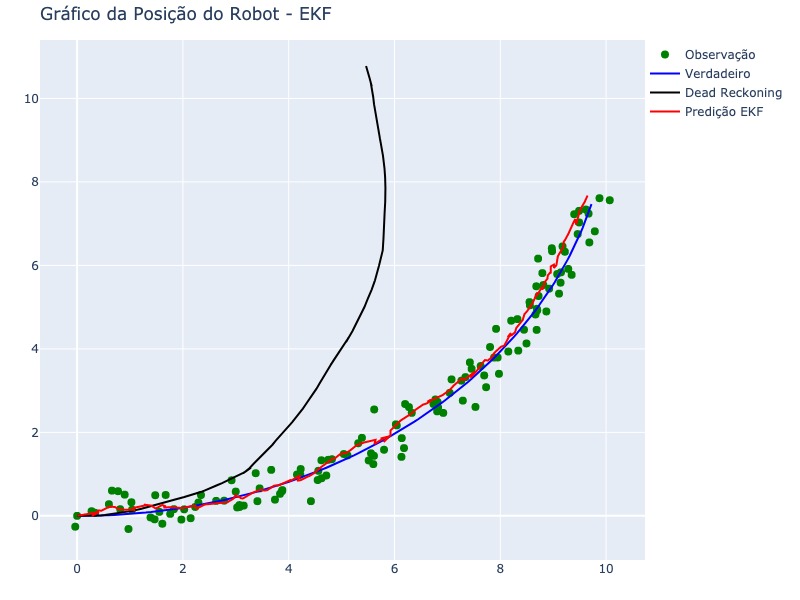 Gráfico da Posição do Robot - EKF
Observação
Verdadeiro
Dead Reckoning
Predição EKF
10
8
6
4
2
0
0 2 4 6 8 10